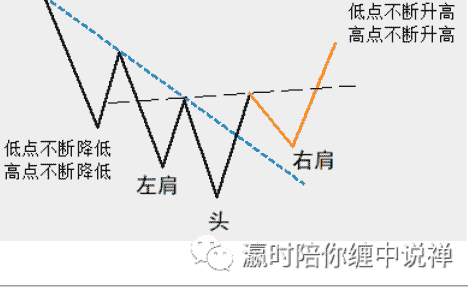 低点不断升高
高点不断升高
低点不断降低
高点不断降低
左肩
右肩
头
瀛时陪你缠中说禅